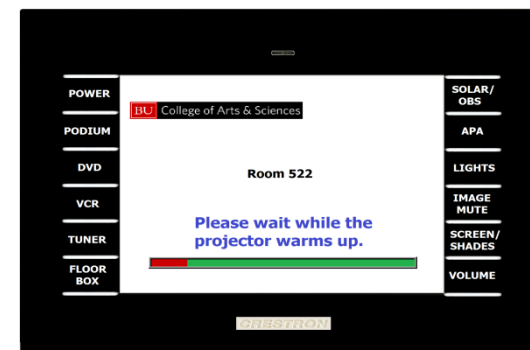 POWER
PODIUM
DVD
VCR
TUNER
FLOOR
BOX
BU College of Arts & Sciences
Room 522
Please wait while the
projector warms up.
SOLAR/
OBS
APA
LIGHTS
IMAGE
MUTE
SCREEN/
SHADES
VOLUME
CRESTRON